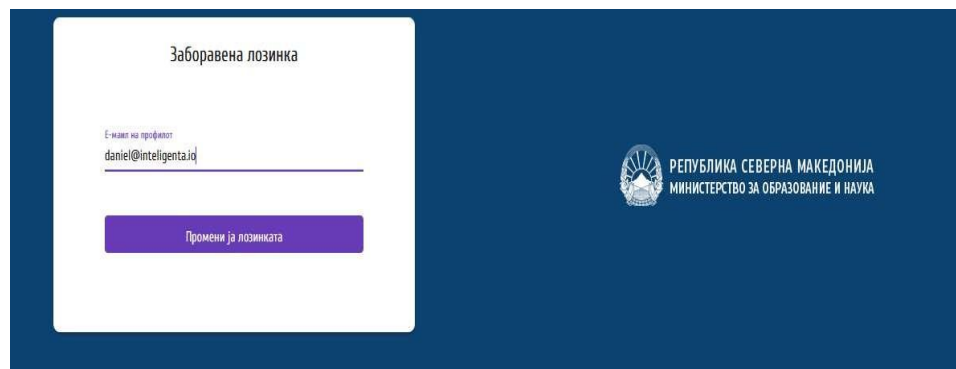 Заборавена лозинка
Е-маил на профилот
daniel@inteligenta.io
Промени ја лозинката
РЕПУБЛИКА СЕВЕРНА МАКЕДОНИЈА
МИНИСТЕРСТВО ЗА ОБРАЗОВАНИЕ И НАУКА